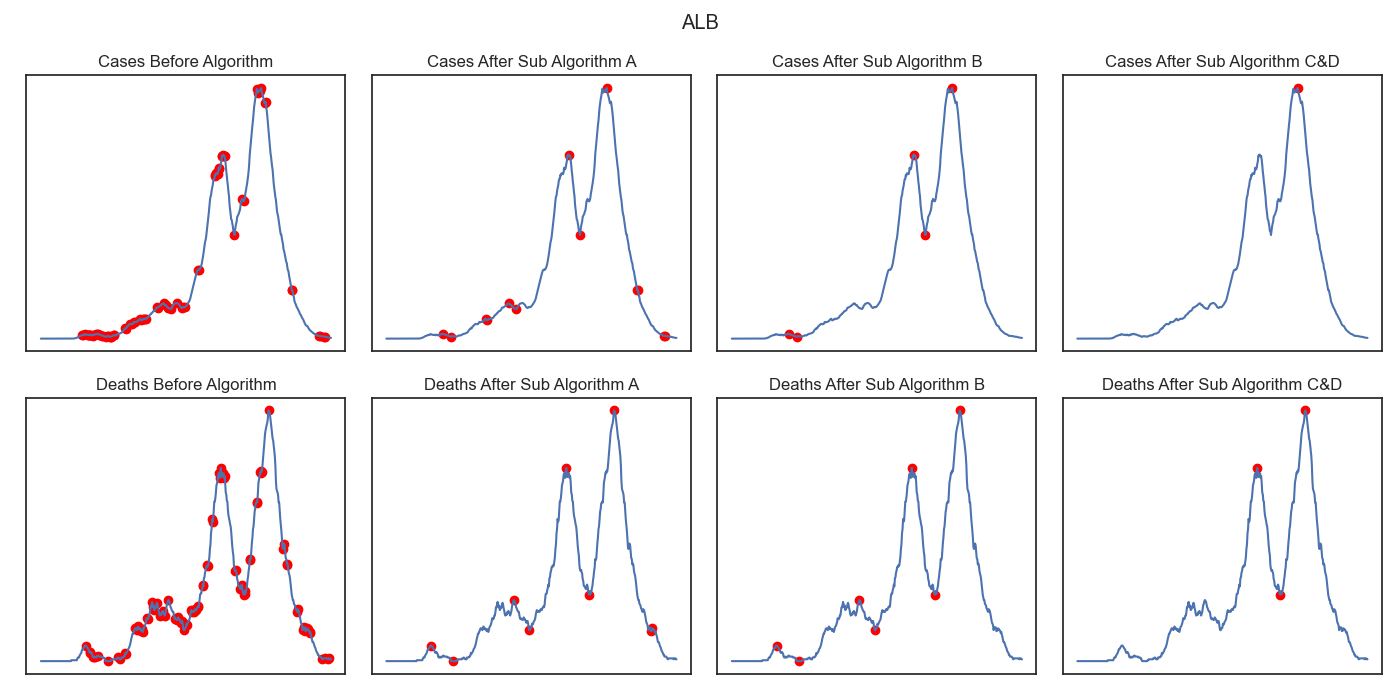 ALB
Cases Before Algorithm
Cases After Sub Algorithm A
Cases After Sub Algorithm B
Cases After Sub Algorithm C&D
Deaths Before Algorithm
Deaths After Sub Algorithm A
Deaths After Sub Algorithm B
Deaths After Sub Algorithm C&D